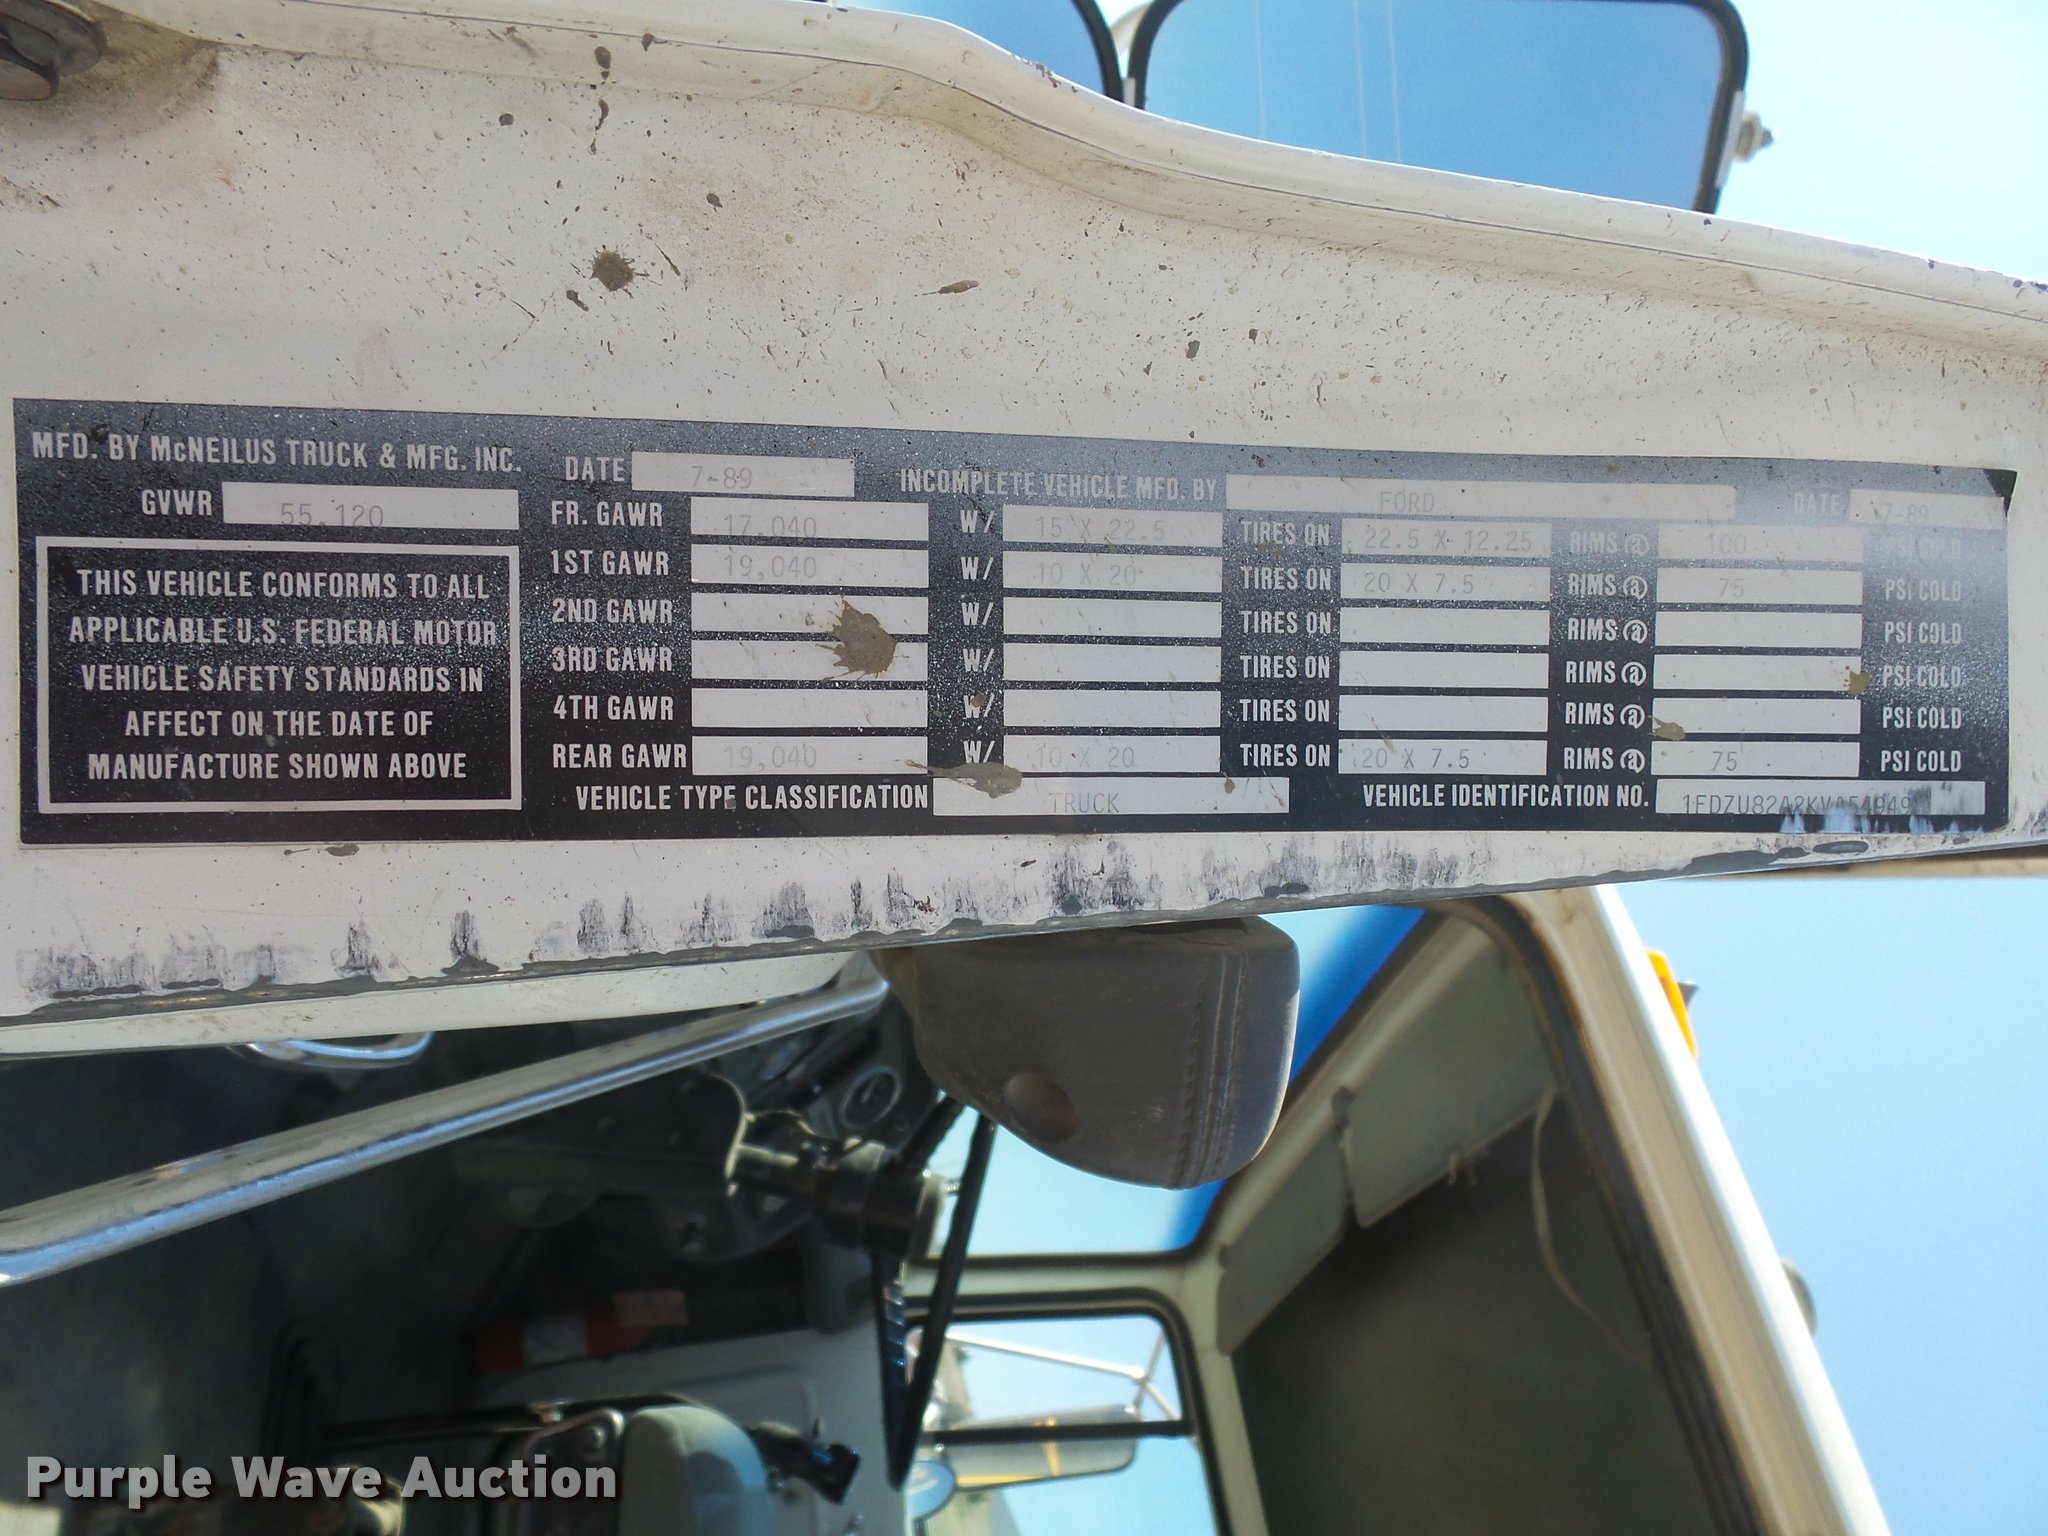 MFD. BY McNEILUS TRUCK & MFG. INC. DATE 7-89 INCOMPLETE VEHICLE MFD. BY FORD DATE 7-89
GVWR 55,120
FR. GAWR 17,040 W/ 15 X 22.5 TIRES ON 22.5 X 12.25 RIMS @ 100 PSI COLD
1ST GAWR 19,040 W/ 10 X 20 TIRES ON 20 X 7.5 RIMS @ 75 PSI COLD
2ND GAWR W/ TIRES ON RIMS @ PSI COLD
3RD GAWR W/ TIRES ON RIMS @ PSI COLD
4TH GAWR W/ TIRES ON RIMS @ PSI COLD
REAR GAWR 19,040 W/ 10 X 20 TIRES ON 20 X 7.5 RIMS @ 75 PSI COLD
VEHICLE TYPE CLASSIFICATION TRUCK VEHICLE IDENTIFICATION NO.
THIS VEHICLE CONFORMS TO ALL
APPLICABLE U.S. FEDERAL MOTOR
VEHICLE SAFETY STANDARDS IN
AFFECT ON THE DATE OF
MANUFACTURE SHOWN ABOVE
Purple Wave Auction